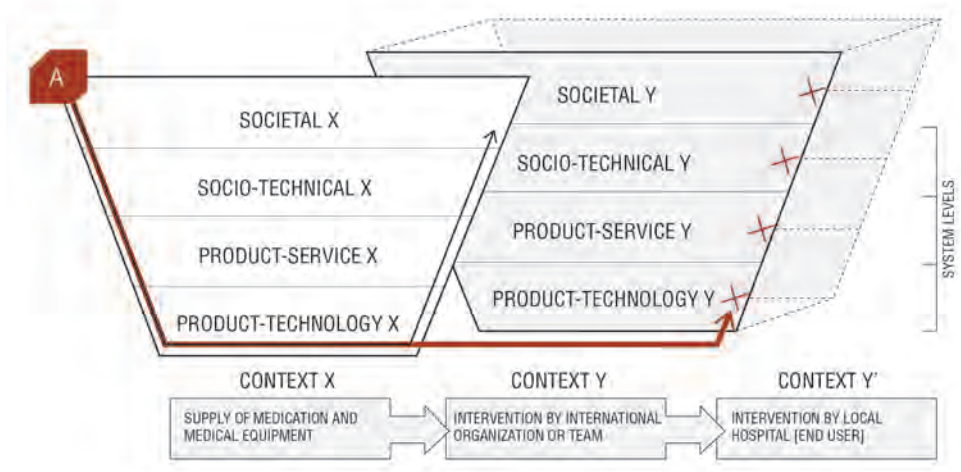 A
SOCIETAL X
SOCIO-TECHNICAL X
PRODUCT-SERVICE X
PRODUCT-TECHNOLOGY X
SOCIETAL Y
SOCIO-TECHNICAL Y
PRODUCT-SERVICE Y
PRODUCT-TECHNOLOGY Y
SYSTEM LEVELS
CONTEXT X
SUPPLY OF MEDICATION AND
MEDICAL EQUIPMENT
CONTEXT Y
INTERVENTION BY INTERNATIONAL
ORGANIZATION OR TEAM
CONTEXT Y'
INTERVENTION BY LOCAL
HOSPITAL [END USER]